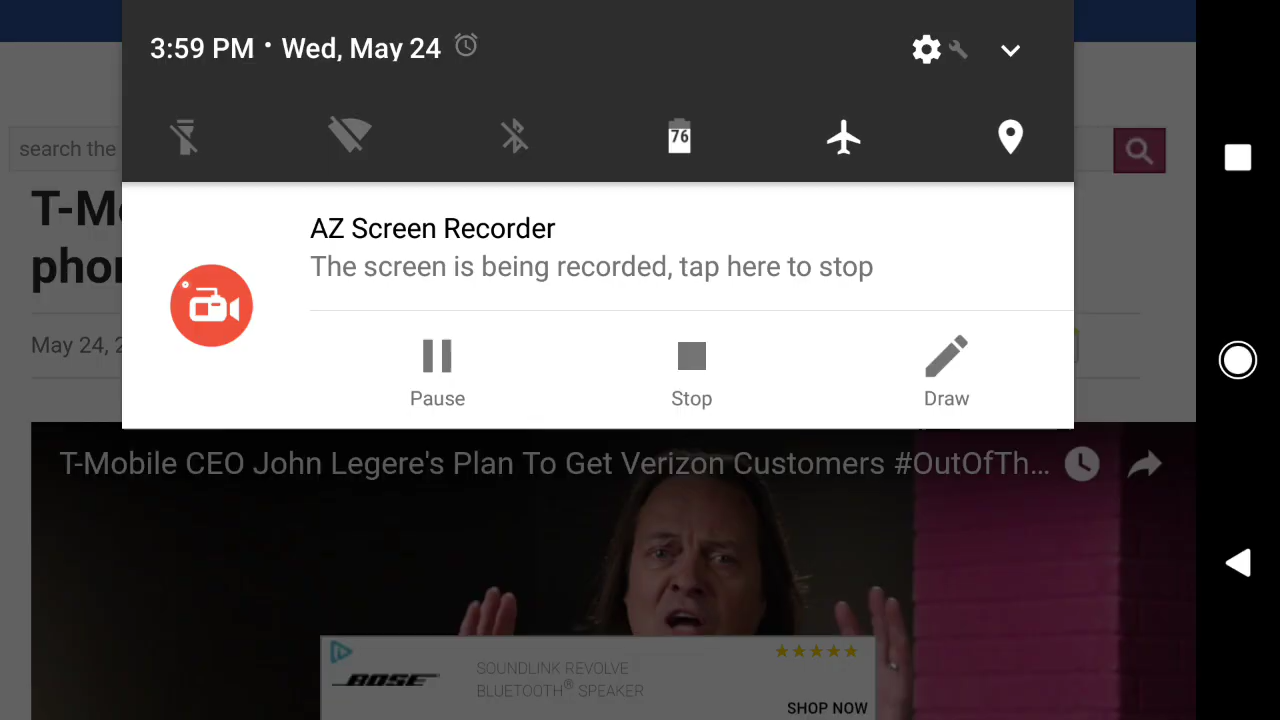 3:59 PM • Wed, May 24
76
search the
T-Mo
phon
AZ Screen Recorder
The screen is being recorded, tap here to stop
Pause
Stop
Draw
May 24, 2
T-Mobile CEO John Legere's Plan To Get Verizon Customers #OutOfTh...
BOSE
SOUNDLINK REVOLVE
BLUETOOTH® SPEAKER
SHOP NOW